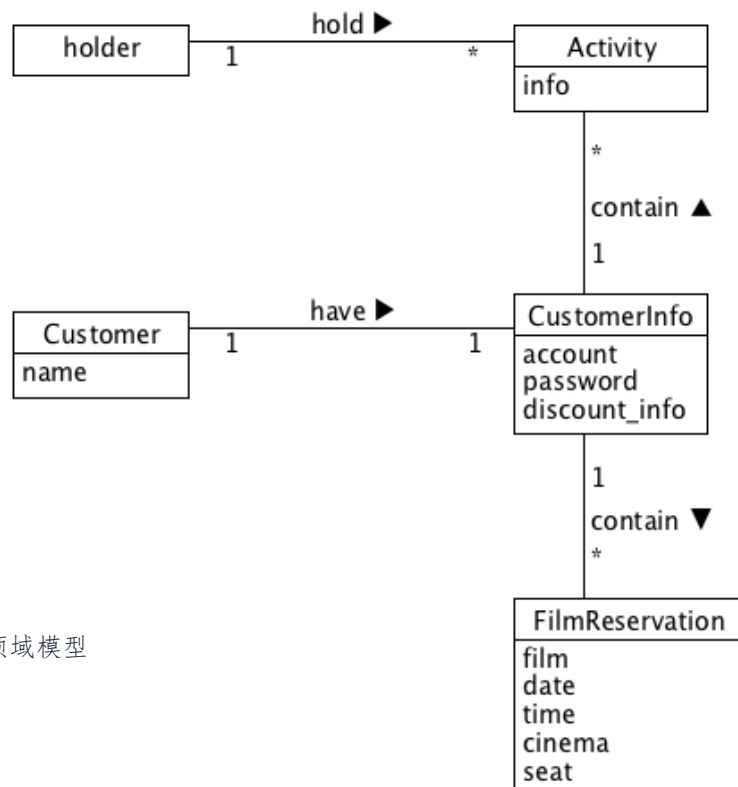 holder
hold ▶
1
*
Activity
info
*
contain ▲
1
Customer
name
have ▶
1
1
CustomerInfo
account
password
discount_info
1
contain ▼
*
领域模型
FilmReservation
film
date
time
cinema
seat